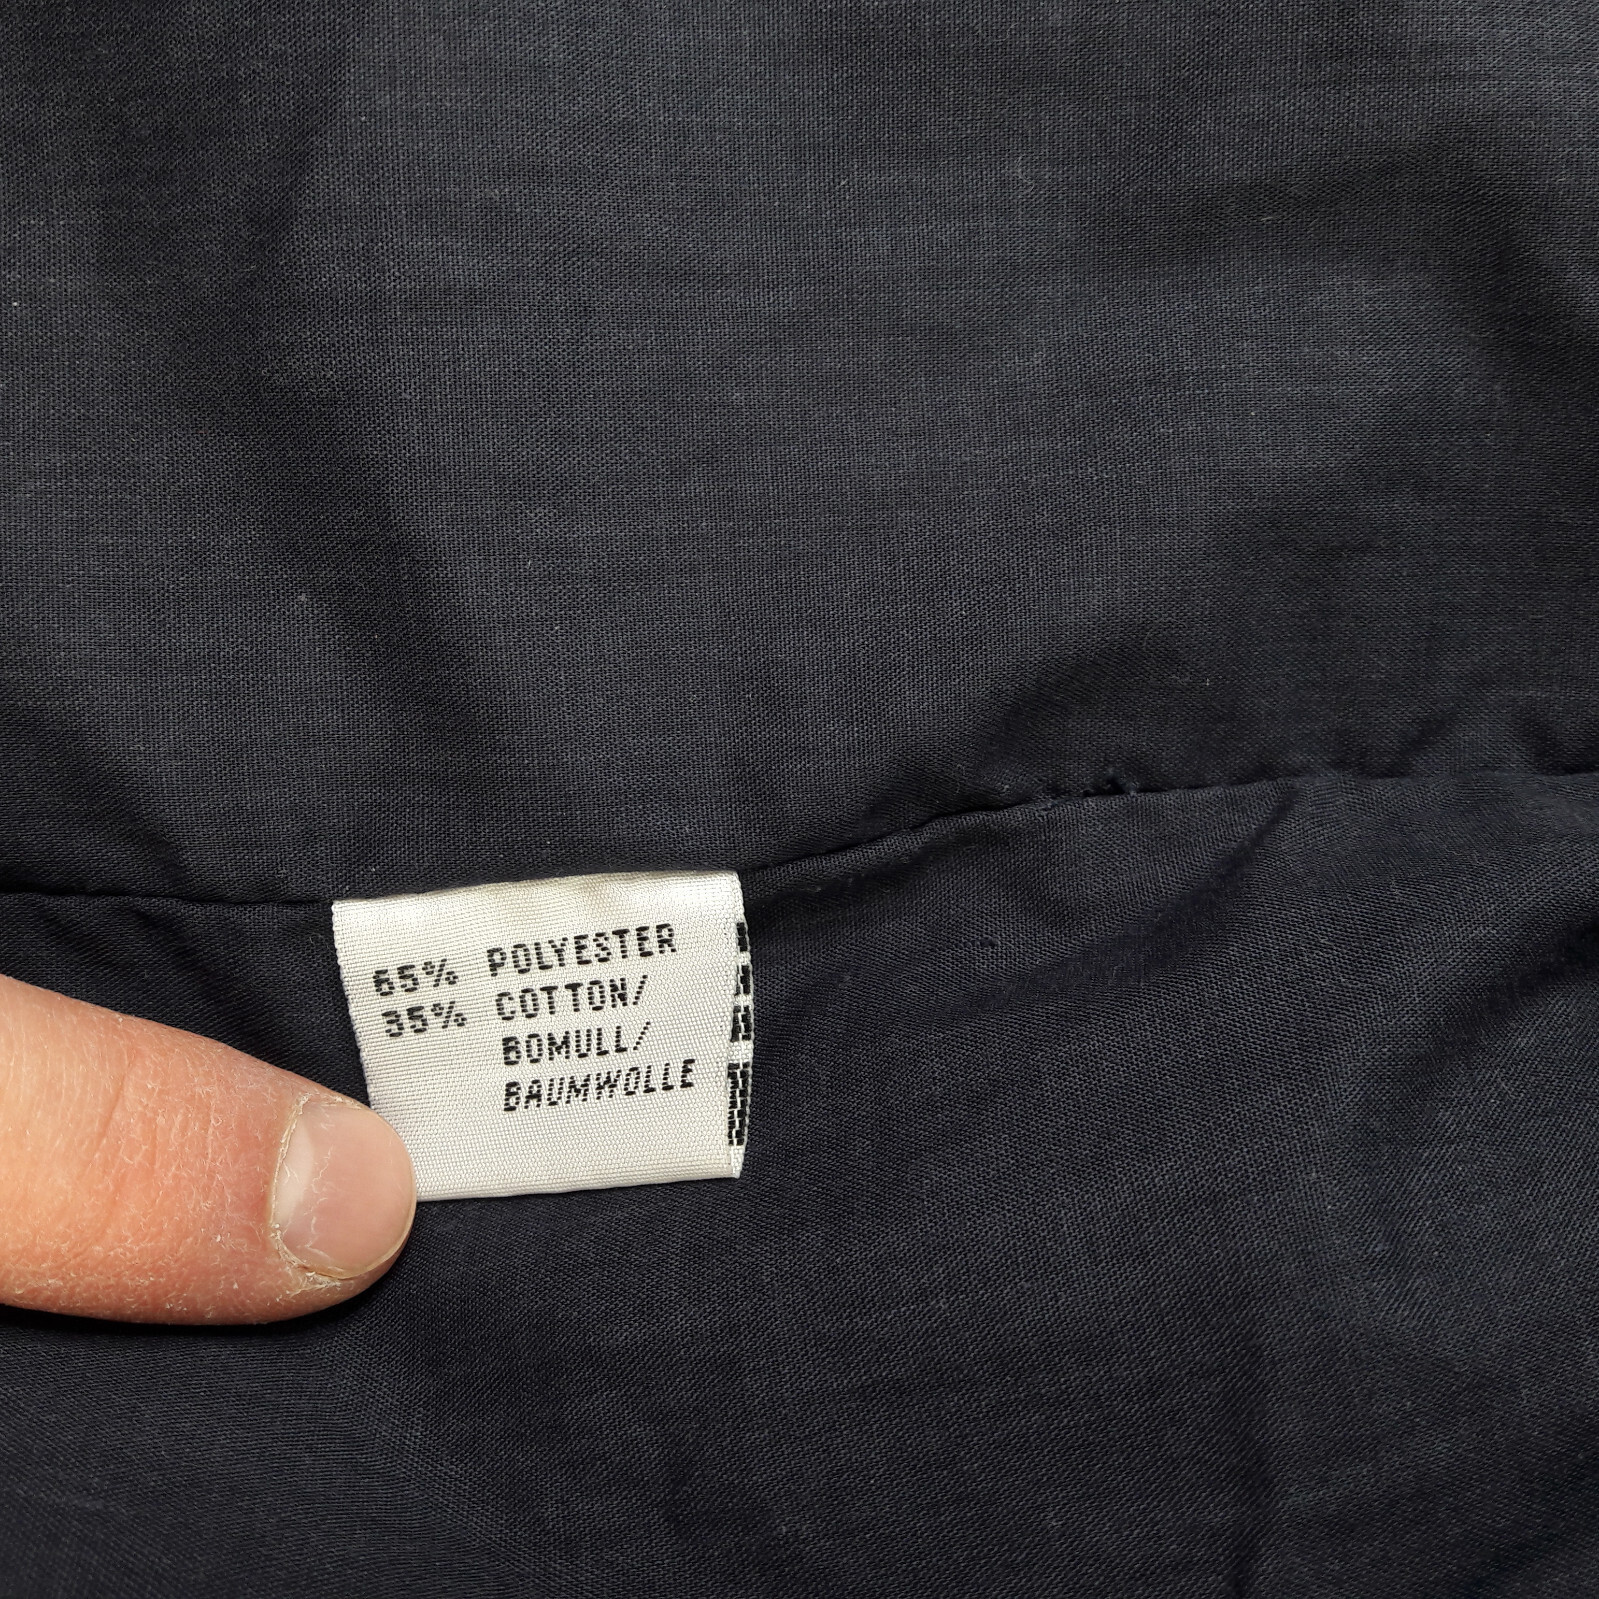 65% POLYESTER
35% COTTON/
BOMULL/
BAUMWOLLE